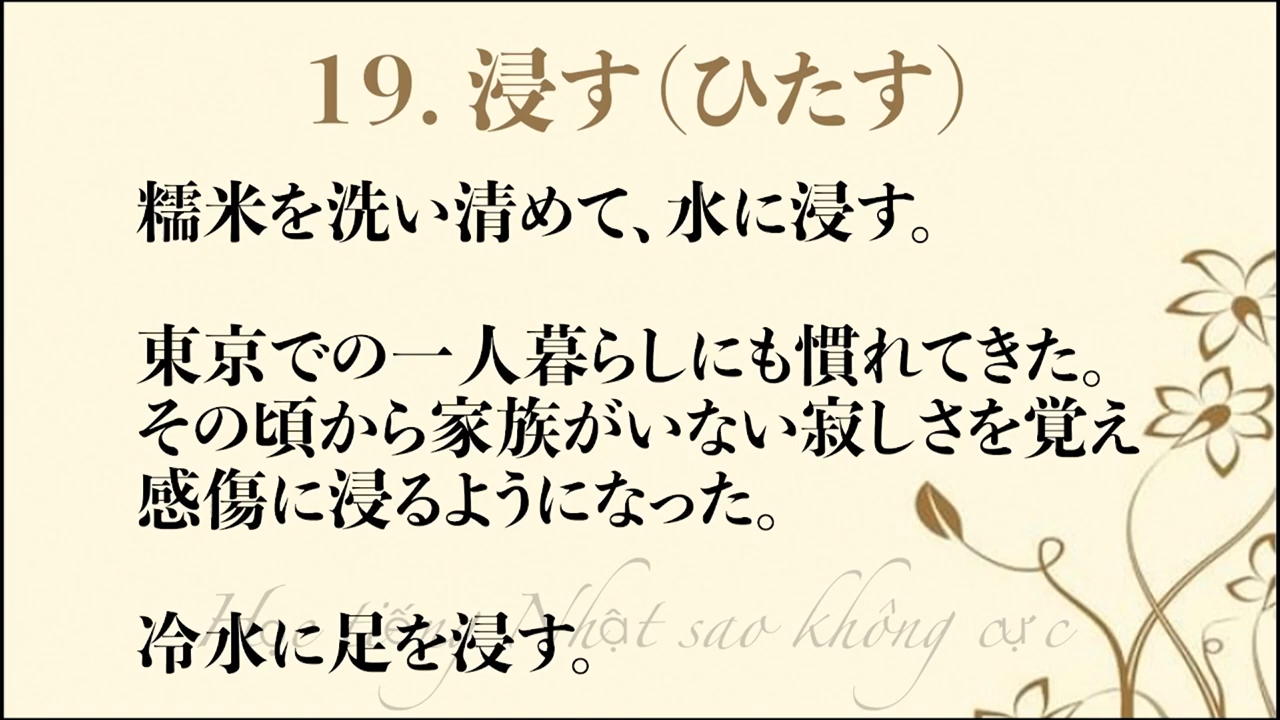 19. 浸す（ひたす）
糯米を洗い清めて、水に浸す。
東京での一人暮らしにも慣れてきた。
その頃から家族がいない寂しさを覚え
感傷に浸るようになった。
冷水に足を浸す。
Học tiếng Nhật sao không cực